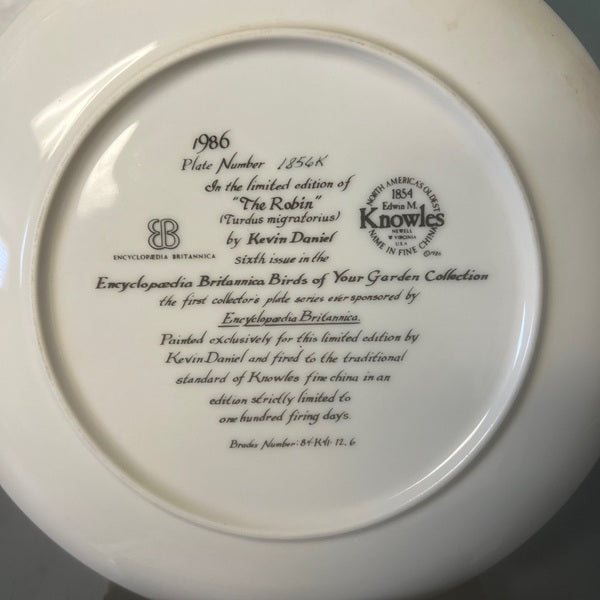 1986
Plate Number 1856K
In the limited edition of
"The Robin"
(Turdus migratorius)
by Kevin Daniel
sixth issue in the
Encyclopædia Britannica Birds of Your Garden Collection
the first collector's plate series ever sponsored by
Encyclopædia Britannica.
Painted exclusively for this limited edition by
Kevin Daniel and fired to the traditional
standard of Knowles fine china in an
edition strictly limited to
one hundred firing days.
Bradex Number: 84-K41-12.6
ENCYCLOPÆDIA BRITANNICA
NORTH AMERICA'S OLDEST
1854
Edwin M.
Knowles
NEWELL
W VIRGINIA
U.S.A
NAME IN FINE CHINA